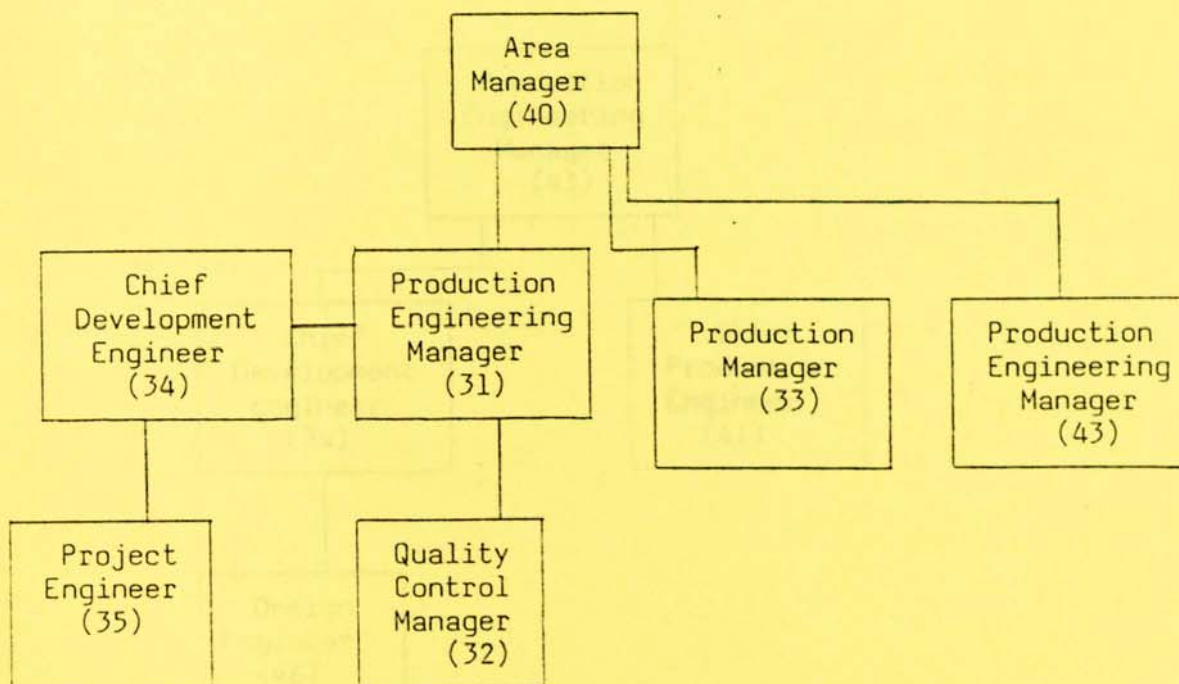 Area
Manager
(40)
Chief
Development
Engineer
(34)
Production
Engineering
Manager
(31)
Production
Manager
(33)
Production
Engineering
Manager
(43)
Project
Engineer
(35)
Quality
Control
Manager
(32)